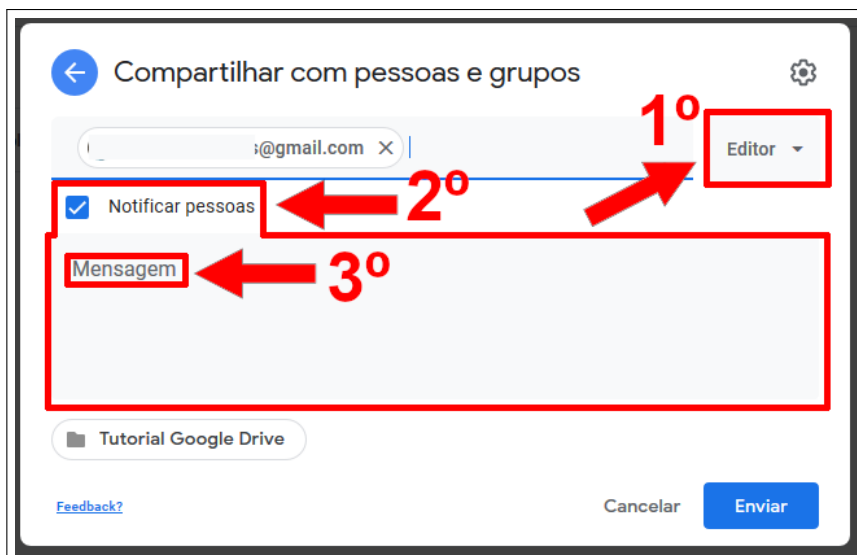 Compartilhar com pessoas e grupos
1º
s@gmail.com
Editor
Notificar pessoas
2º
Mensagem
3º
Tutorial Google Drive
Feedback?
Cancelar
Enviar